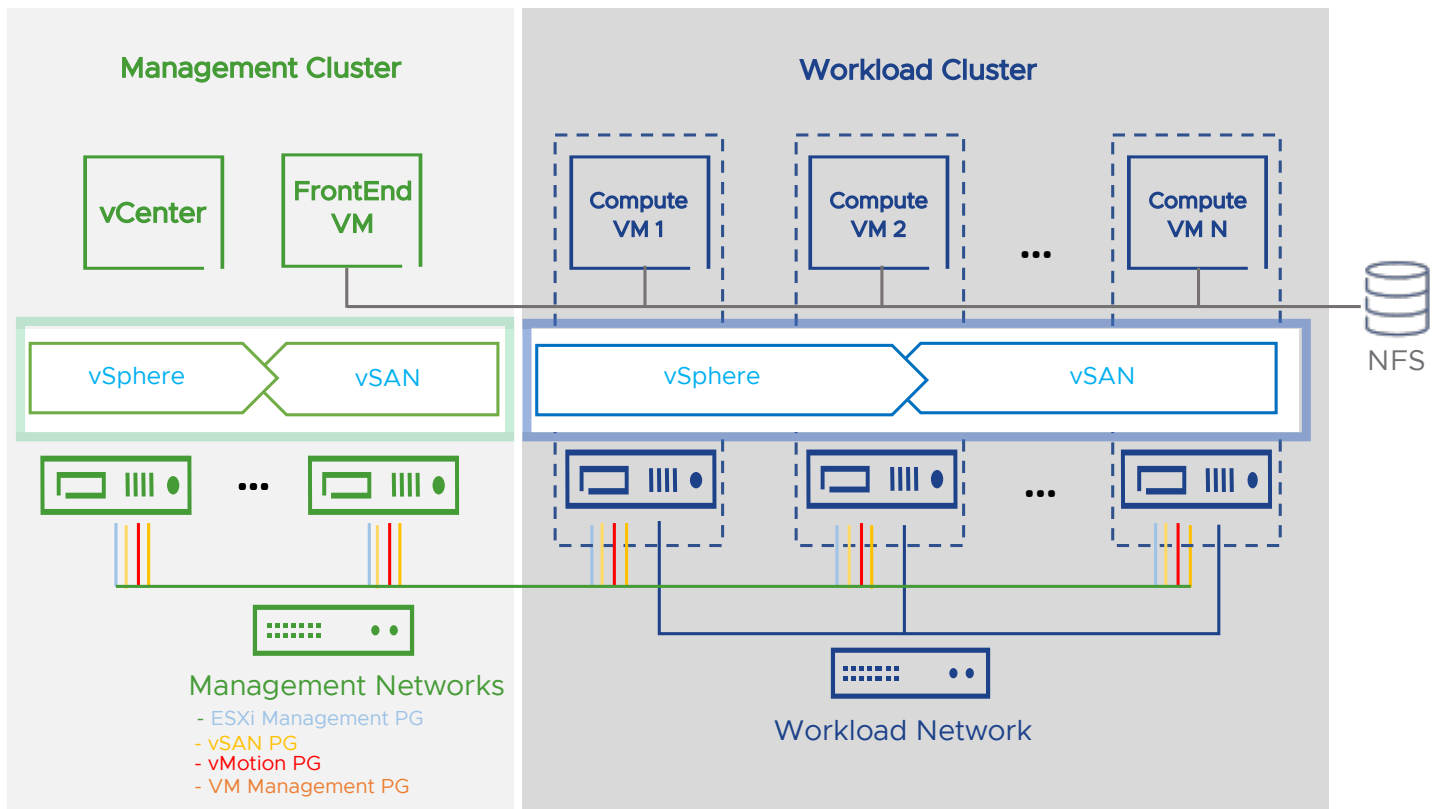 Management Cluster
Workload Cluster
vCenter
FrontEnd
VM
Compute
VM 1
Compute
VM 2
...
Compute
VM N
NFS
vSphere
vSAN
vSphere
vSAN
...
...
Management Networks
- ESXi Management PG
- vSAN PG
- vMotion PG
- VM Management PG
Workload Network